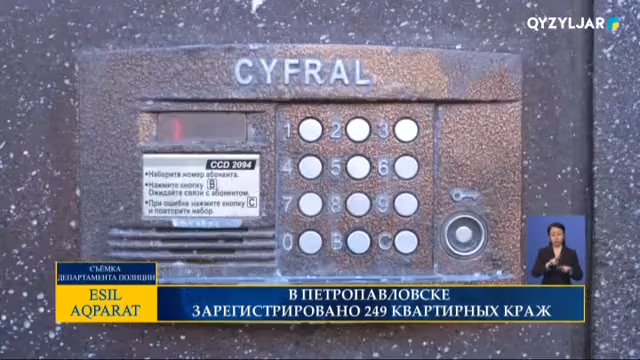 QYZYLJAR
CYFRAL
1 2 3
CCD 2094
•Наберите номер абонента.
4 5 6
•Нажмите кнопку B
Ожидайте связи с абонентом.
•При ошибке нажмите кнопку C
и повторите набор.
7 8 9
0 B C
СЪЁМКА
ДЕПАРТАМЕНТА ПОЛИЦИИ
ESIL
AQPARAT
В ПЕТРОПАВЛОВСКЕ
ЗАРЕГИСТРИРОВАНО 249 КВАРТИРНЫХ КРАЖ